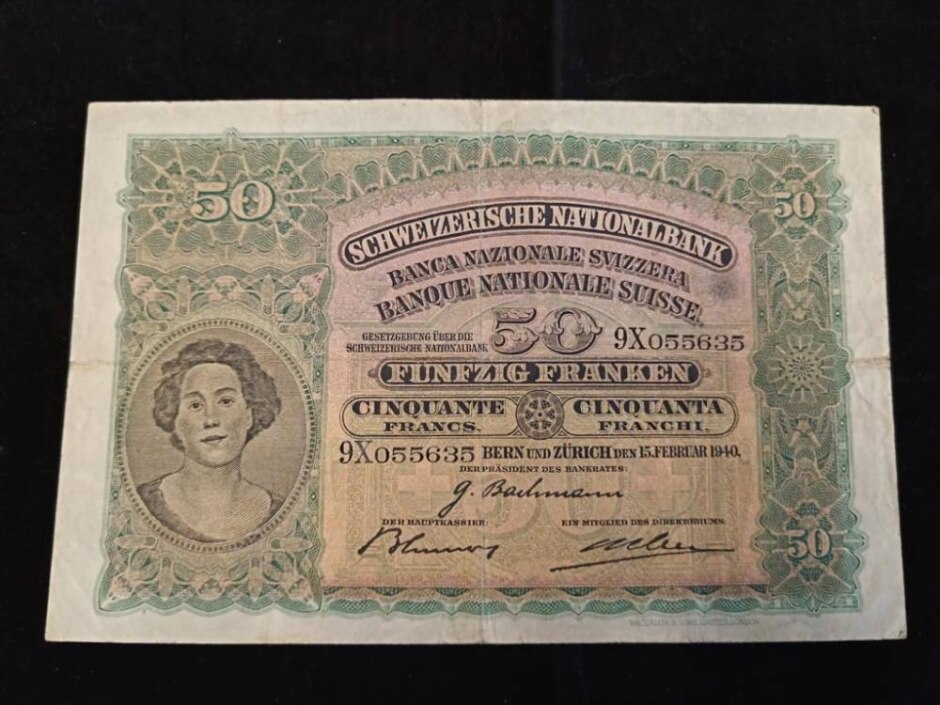 50
50
SCHWEIZERISCHE NATIONALBANK
BANCA NAZIONALE SVIZZERA
BANQUE NATIONALE SUISSE.
GESETZGEBUNG ÜBER DIE
SCHWEIZERISCHE NATIONALBANK
50
9X055635
FÜNFZIG FRANKEN
CINQUANTE
FRANCS.
CINQUANTA
FRANCHI.
9X055635 BERN UND ZÜRICH DEN 15. FEBRUAR 1940.
DER PRÄSIDENT DES BANKRATES:
G. Bachmann
DER HAUPTKASSIER:
EIN MITGLIED DES DIREKTORIUMS:
50